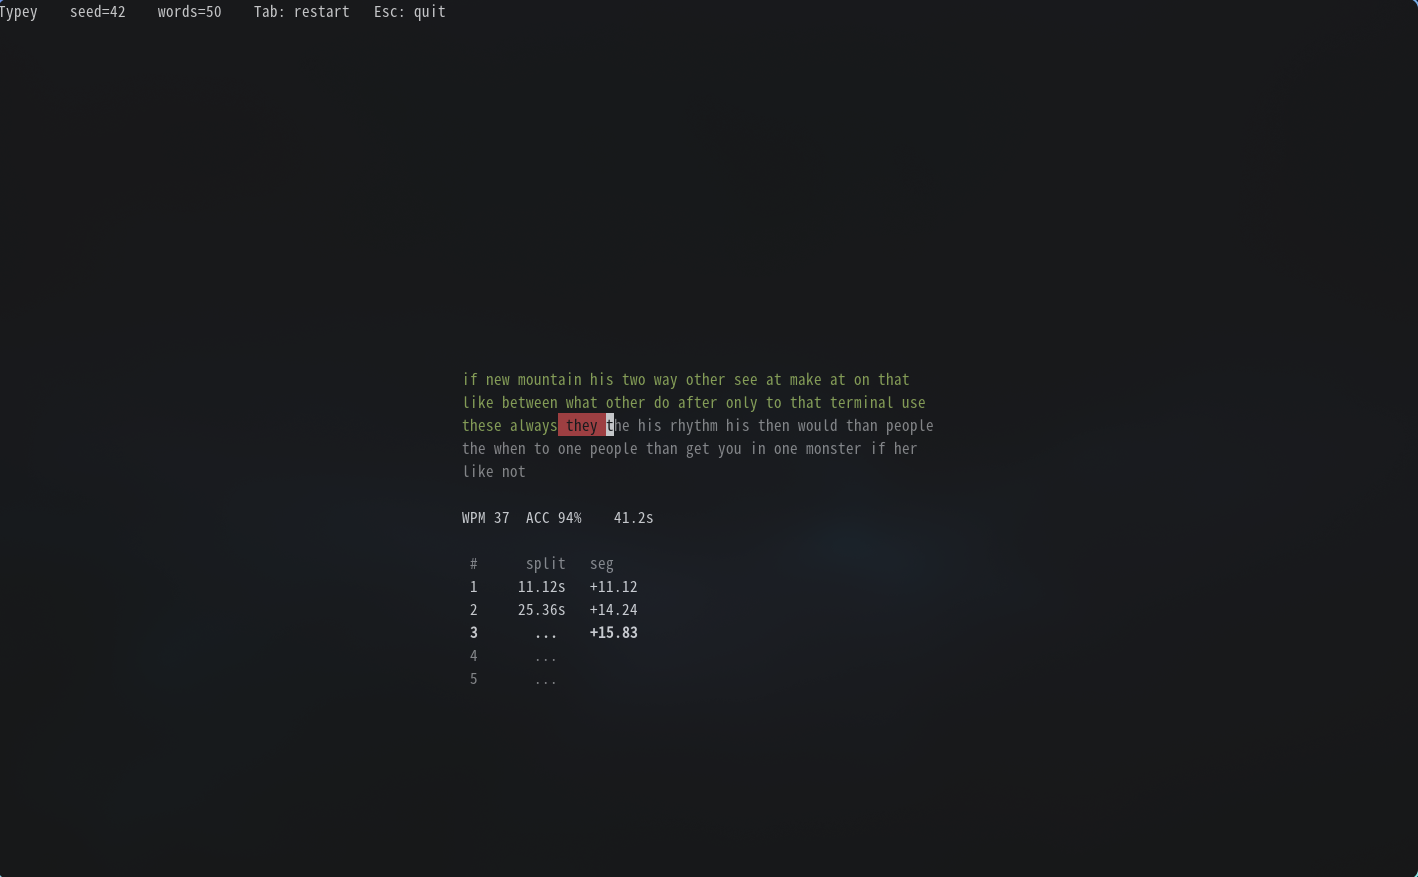 Typey seed=42 words=50 Tab: restart Esc: quit
if new mountain his two way other see at make at on that
like between what other do after only to that terminal use
these always they the his rhythm his then would than people
the when to one people than get you in one monster if her
like not
WPM 37 ACC 94% 41.2s
# split seg
1 11.12s +11.12
2 25.36s +14.24
3 ... +15.83
4 ...
5 ...